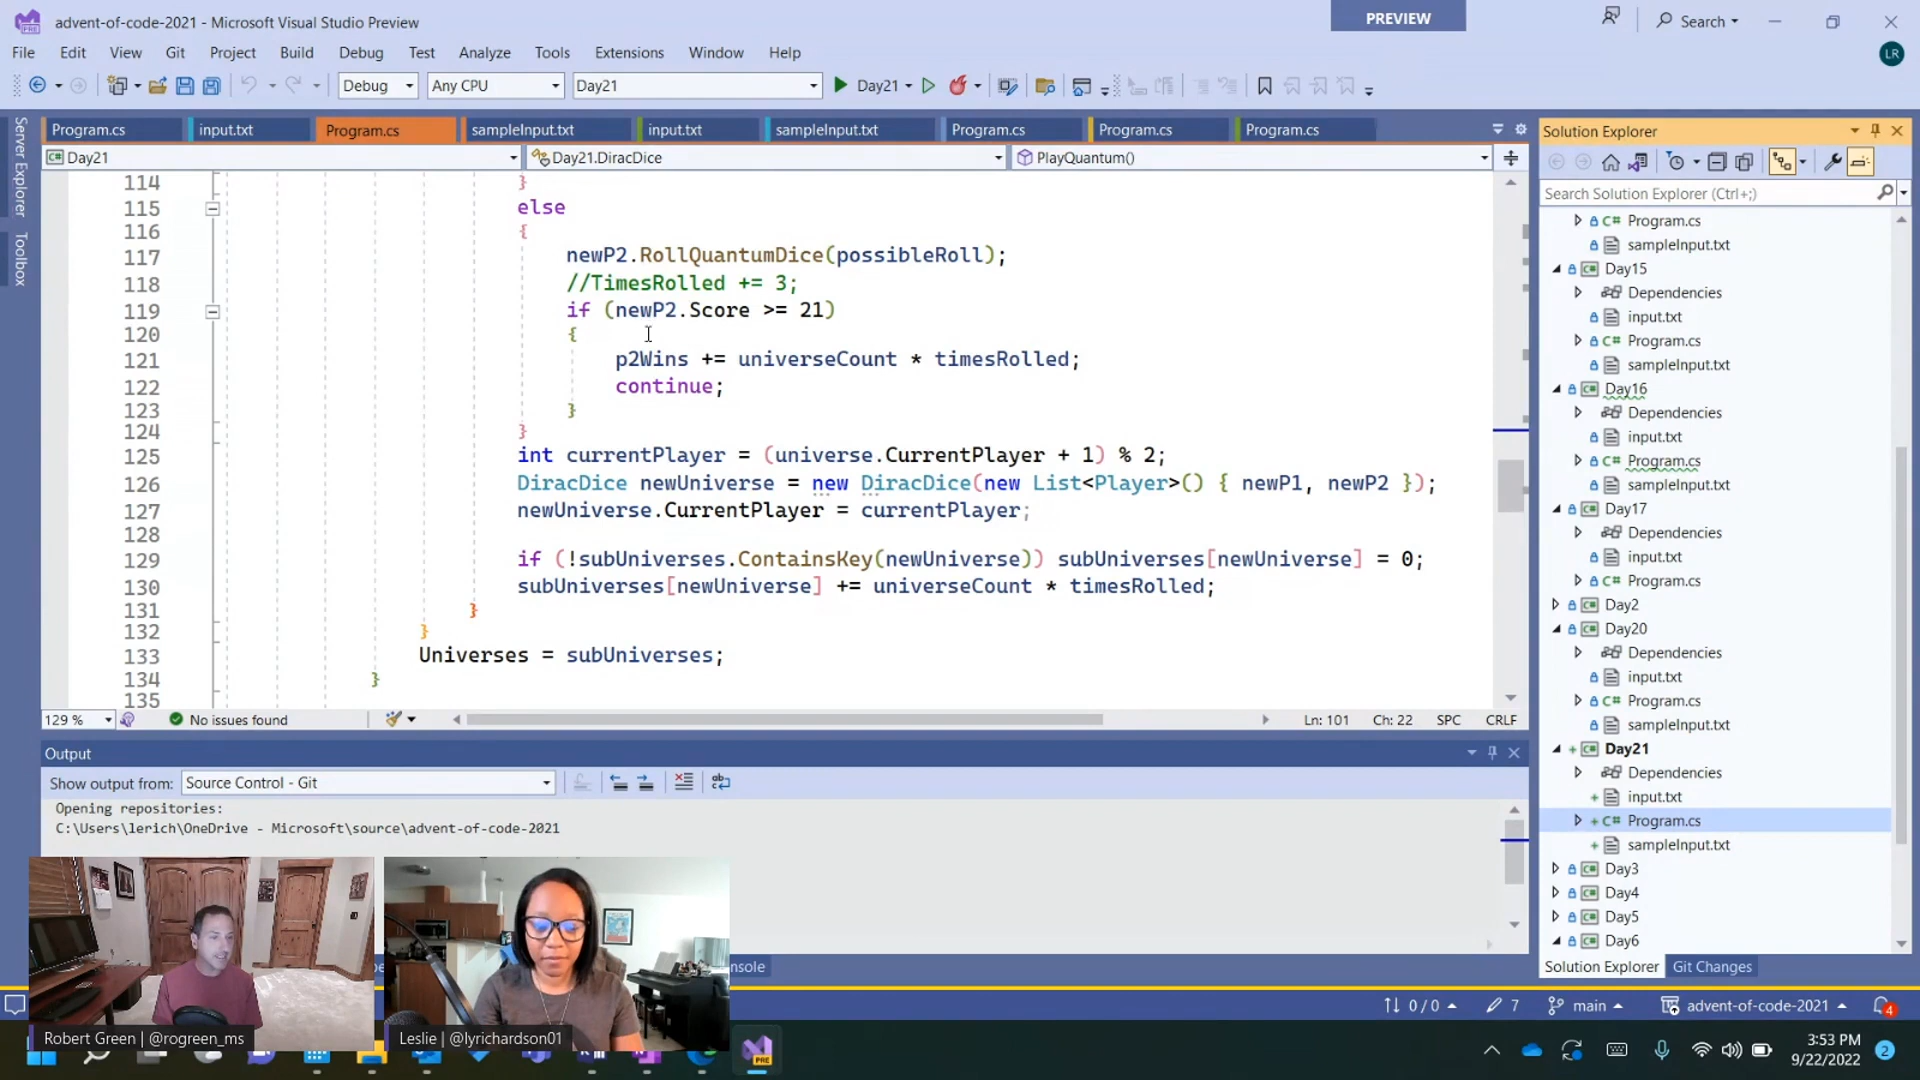 advent-of-code-2021 - Microsoft Visual Studio Preview
PREVIEW
Search
File Edit View Git Project Build Debug Test Analyze Tools Extensions Window Help
LR
Debug Any CPU Day21 Day21
Server Explorer
Toolbox
Program.cs input.txt Program.cs sampleInput.txt input.txt sampleInput.txt Program.cs Program.cs Program.cs
Day21 Day21.DiracDice PlayQuantum()
114 }
115 else
116 {
117 newP2.RollQuantumDice(possibleRoll);
118 //TimesRolled += 3;
119 if (newP2.Score >= 21)
120 {
121 p2Wins += universeCount * timesRolled;
122 continue;
123 }
124 }
125 int currentPlayer = (universe.CurrentPlayer + 1) % 2;
126 DiracDice newUniverse = new DiracDice(new List<Player>() { newP1, newP2 });
127 newUniverse.CurrentPlayer = currentPlayer;
128
129 if (!subUniverses.ContainsKey(newUniverse)) subUniverses[newUniverse] = 0;
130 subUniverses[newUniverse] += universeCount * timesRolled;
131 }
132 }
133 Universes = subUniverses;
134 }
135
129 % No issues found Ln: 101 Ch: 22 SPC CRLF
Output
Show output from: Source Control - Git
Opening repositories:
C:\Users\lerich\OneDrive - Microsoft\source\advent-of-code-2021
nsole
Solution Explorer
Search Solution Explorer (Ctrl+;)
C# Program.cs
sampleInput.txt
Day15
Dependencies
input.txt
C# Program.cs
sampleInput.txt
Day16
Dependencies
input.txt
C# Program.cs
sampleInput.txt
Day17
Dependencies
input.txt
C# Program.cs
Day2
Day20
Dependencies
input.txt
C# Program.cs
sampleInput.txt
Day21
Dependencies
input.txt
C# Program.cs
sampleInput.txt
Day3
Day4
Day5
Day6
Solution Explorer Git Changes
0 / 0 7 main advent-of-code-2021 4
Robert Green | @rogreen_ms
Leslie | @lyrichardson01
PRE
3:53 PM
9/22/2022
2